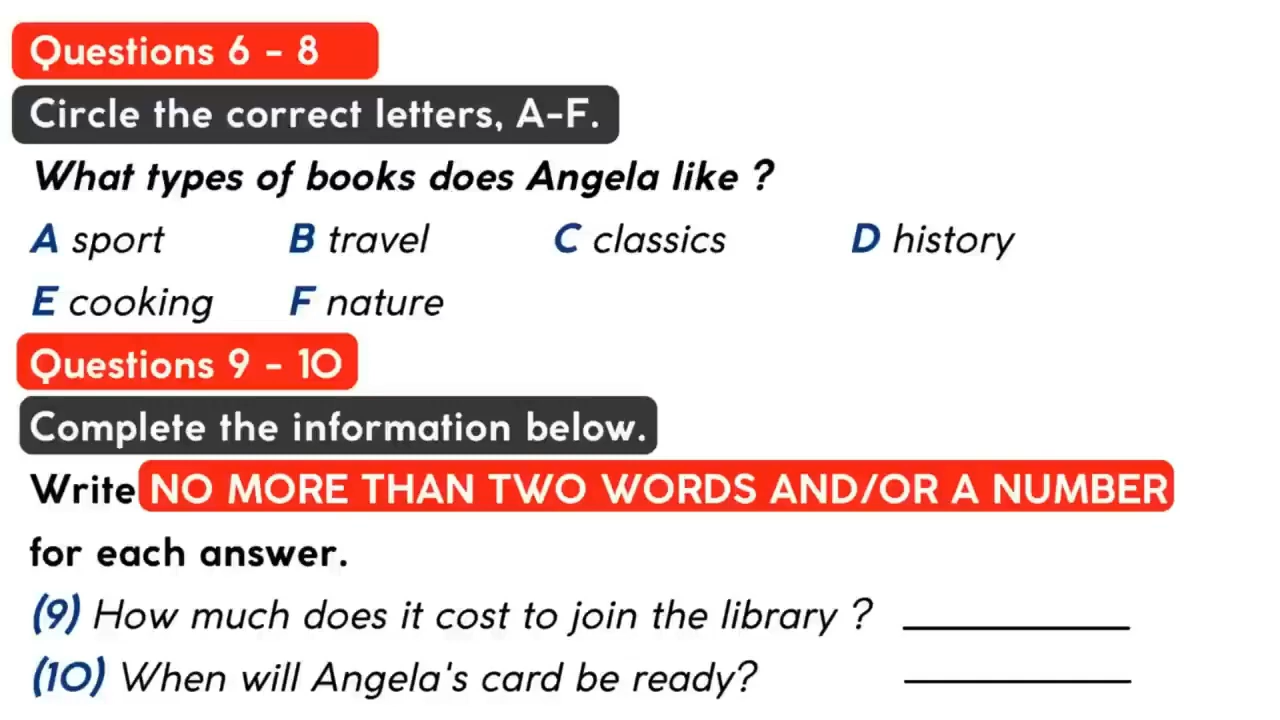 Questions 6 - 8
Circle the correct letters, A-F.
What types of books does Angela like ?
A sport B travel C classics D history
E cooking F nature
Questions 9 - 10
Complete the information below.
Write NO MORE THAN TWO WORDS AND/OR A NUMBER
for each answer.
(9) How much does it cost to join the library ?
(10) When will Angela's card be ready?